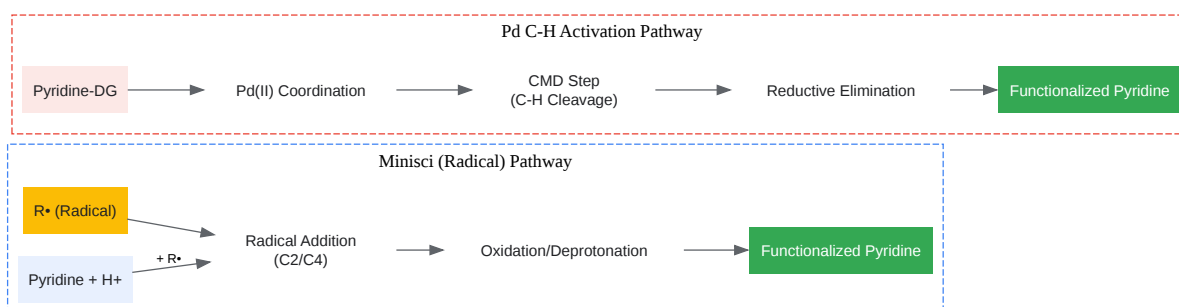 Pd C-H Activation Pathway
Pyridine-DG
Pd(II) Coordination
CMD Step
(C-H Cleavage)
Reductive Elimination
Functionalized Pyridine
Minisci (Radical) Pathway
R• (Radical)
Pyridine + H+
+ R•
Radical Addition
(C2/C4)
Oxidation/Deprotonation
Functionalized Pyridine